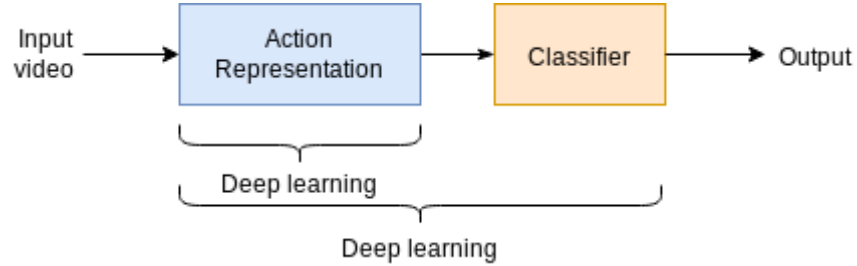 Input
video
Action
Representation
Classifier
Output
Deep learning
Deep learning